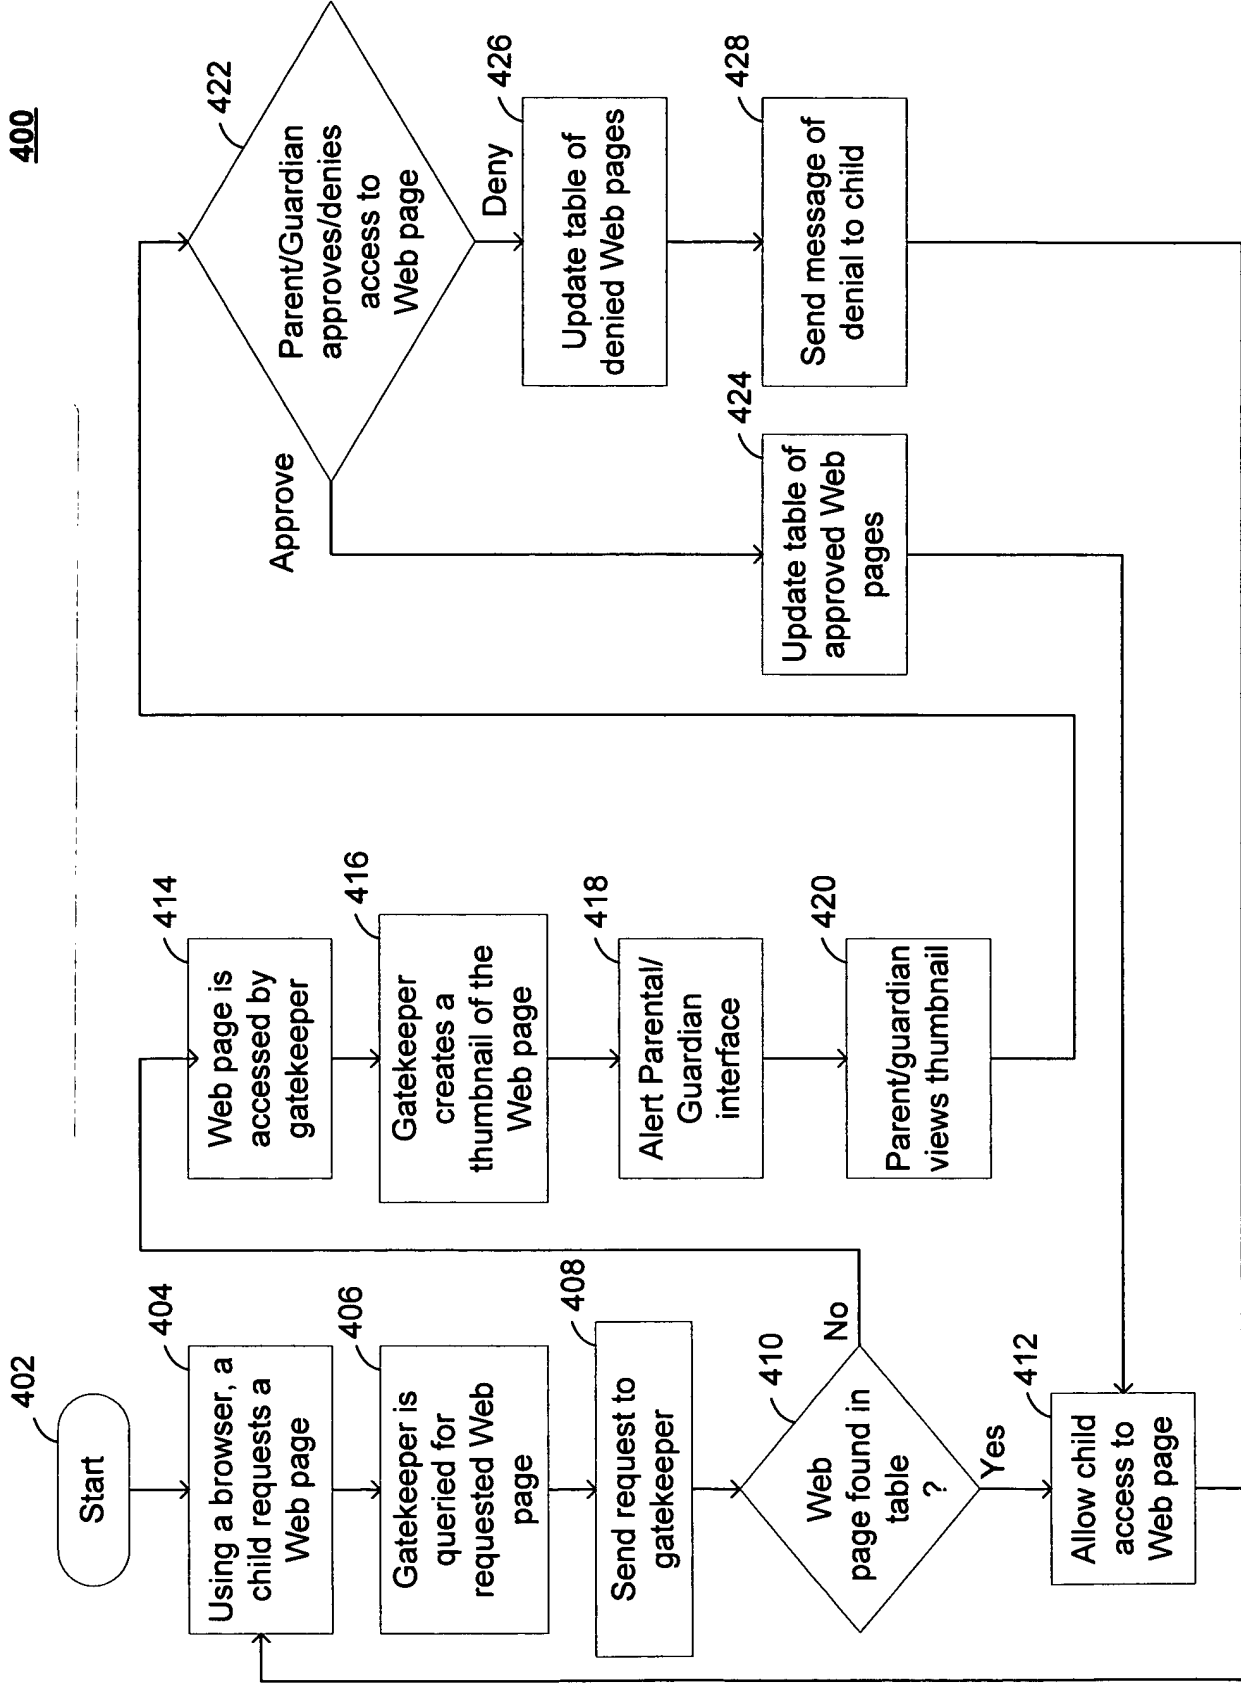 400
402
Start
404
Using a browser, a
child requests a
Web page
406
Gatekeeper is
queried for
requested Web
page
408
Send request to
gatekeeper
410
Web
page found in
table
?
No
Yes
412
Allow child
access to
Web page
414
Web page is
accessed by
gatekeeper
416
Gatekeeper
creates a
thumbnail of the
Web page
418
Alert Parental/
Guardian
interface
420
Parent/guardian
views thumbnail
422
Parent/Guardian
approves/denies
access to
Web page
Approve
Deny
424
Update table of
approved Web
pages
426
Update table of
denied Web pages
428
Send message of
denial to child